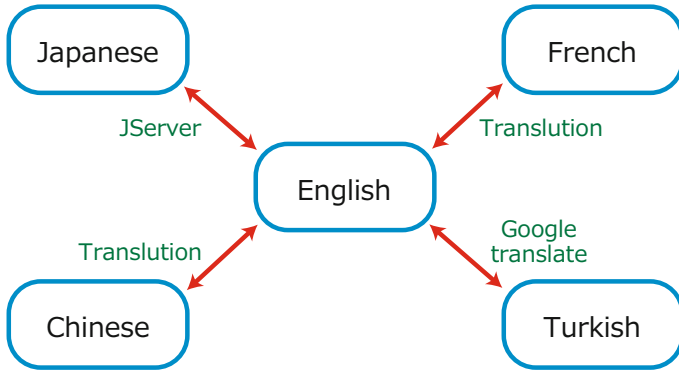 Japanese
French
JServer
Translution
English
Translution
Google
translate
Chinese
Turkish